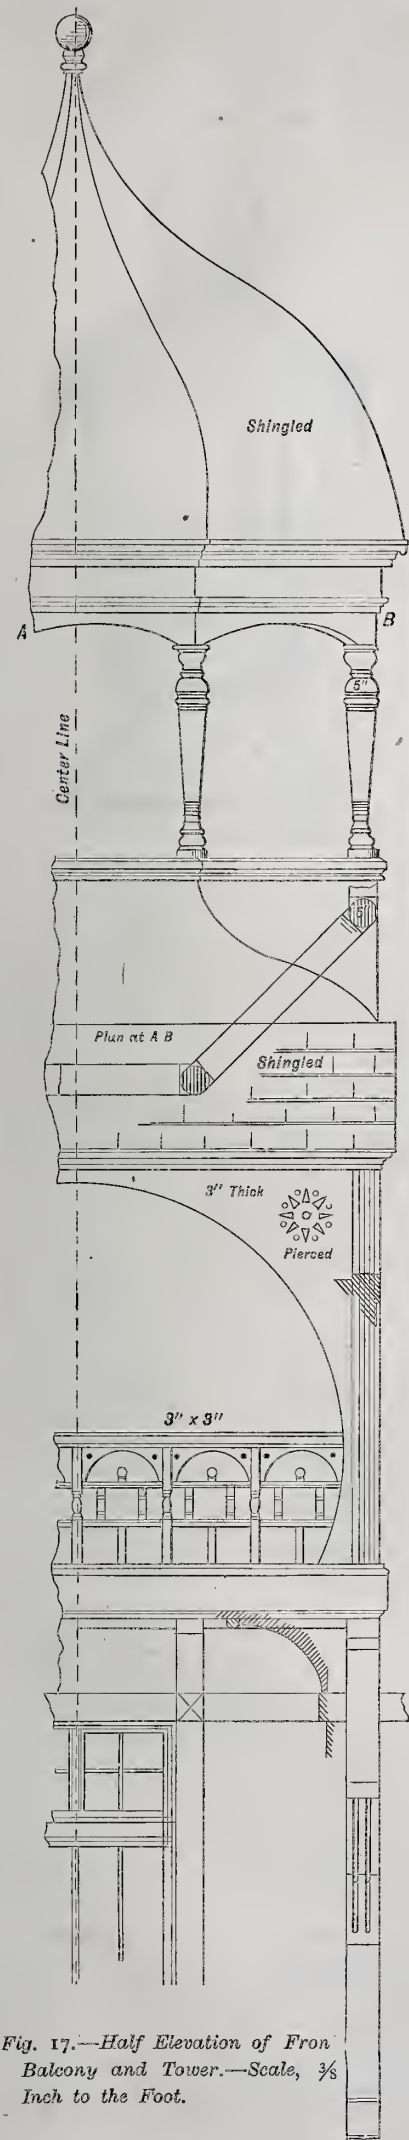 Shingled
A
B
5"
Center Line
5"
Plan at A B
Shingled
3" Thick
Pierced
3" x 3"
Fig. 17.—Half Elevation of Fron
Balcony and Tower.—Scale, ⅜
Inch to the Foot.